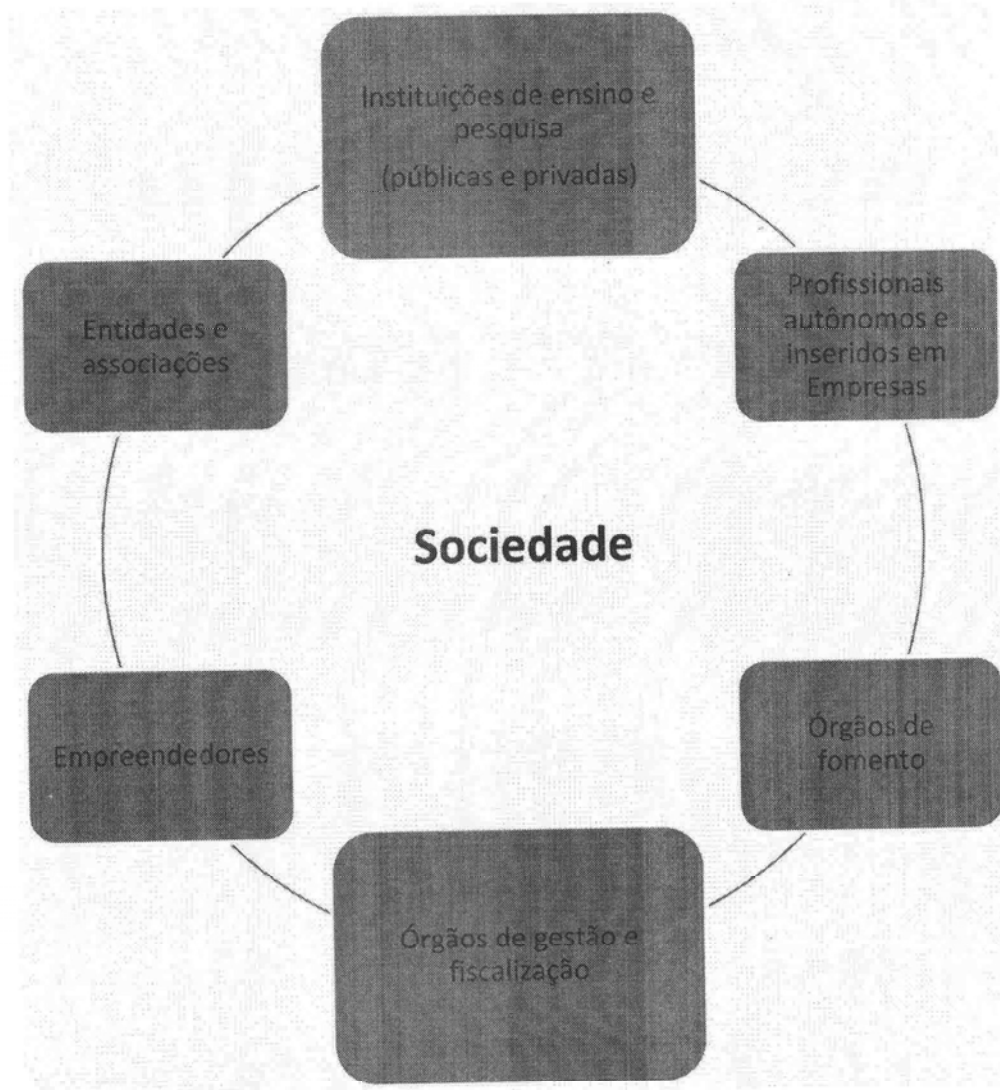 Instituições de ensino e
pesquisa
(públicas e privadas)
Profissionais
autônomos e
inseridos em
Empresas
Entidades e
associações
Sociedade
Órgãos de
fomento
Empreendedores
Órgãos de gestão e
fiscalização